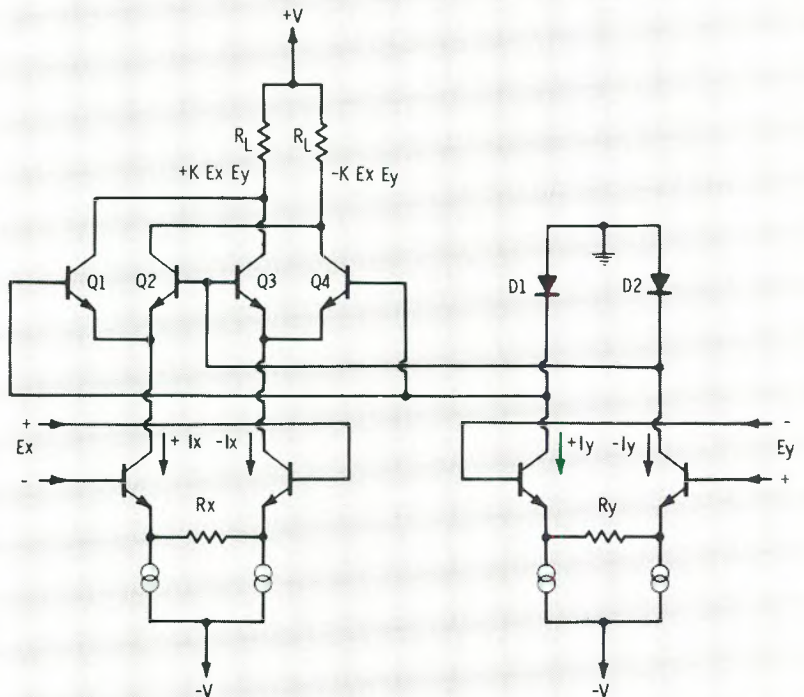 +V
RL RL
+K Ex Ey -K Ex Ey
Q1 Q2 Q3 Q4
D1 D2
+ -
Ex + Ix -Ix +Iy -Iy Ey
- +
Rx Ry
-V -V